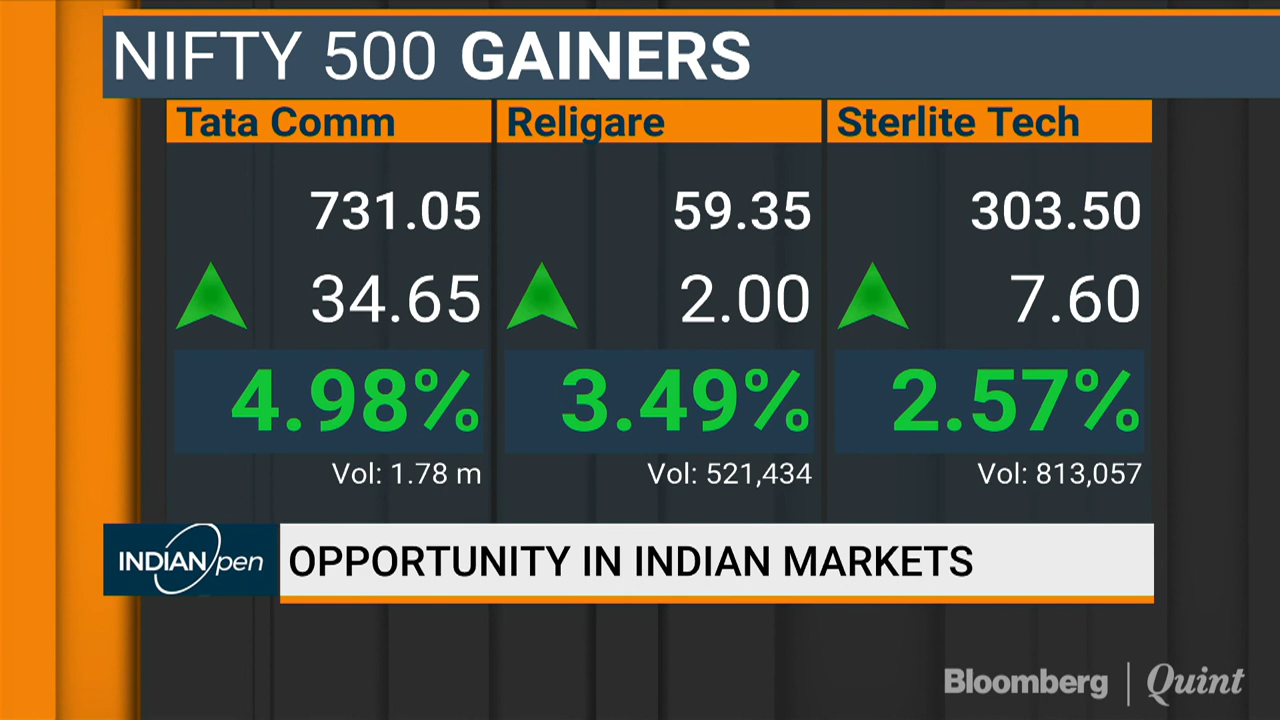 NIFTY 500 GAINERS
Tata Comm
731.05
34.65
4.98%
Vol: 1.78 m
Religare
59.35
2.00
3.49%
Vol: 521,434
Sterlite Tech
303.50
7.60
2.57%
Vol: 813,057
INDIAN Open
OPPORTUNITY IN INDIAN MARKETS
Bloomberg | Quint